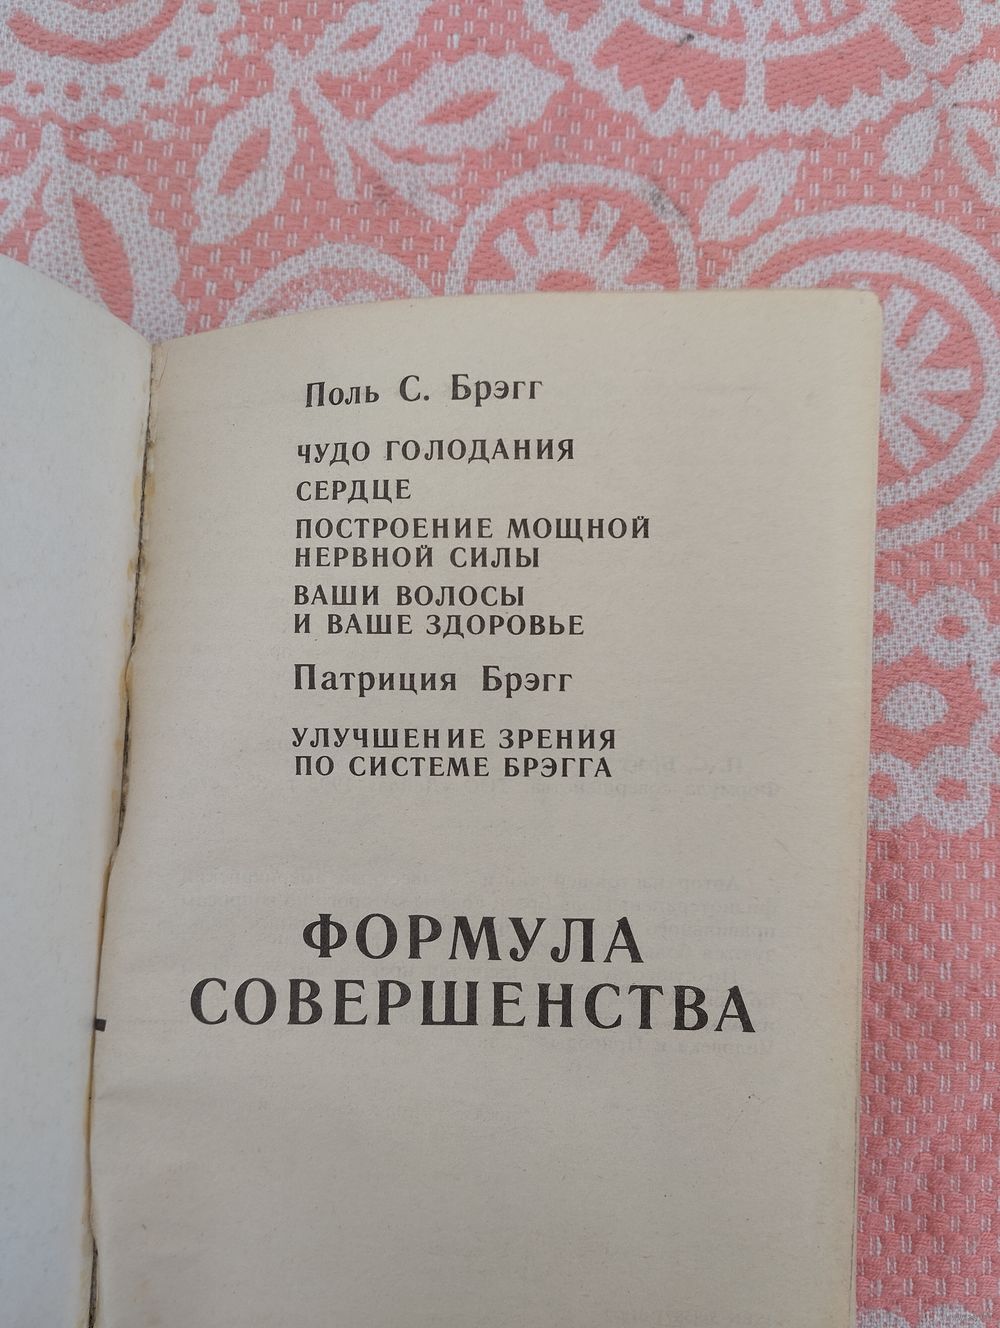 Поль С. Брэгг
ЧУДО ГОЛОДАНИЯ
СЕРДЦЕ
ПОСТРОЕНИЕ МОЩНОЙ
НЕРВНОЙ СИЛЫ
ВАШИ ВОЛОСЫ
И ВАШЕ ЗДОРОВЬЕ
Патриция Брэгг
УЛУЧШЕНИЕ ЗРЕНИЯ
ПО СИСТЕМЕ БРЭГГА
ФОРМУЛА
СОВЕРШЕНСТВА